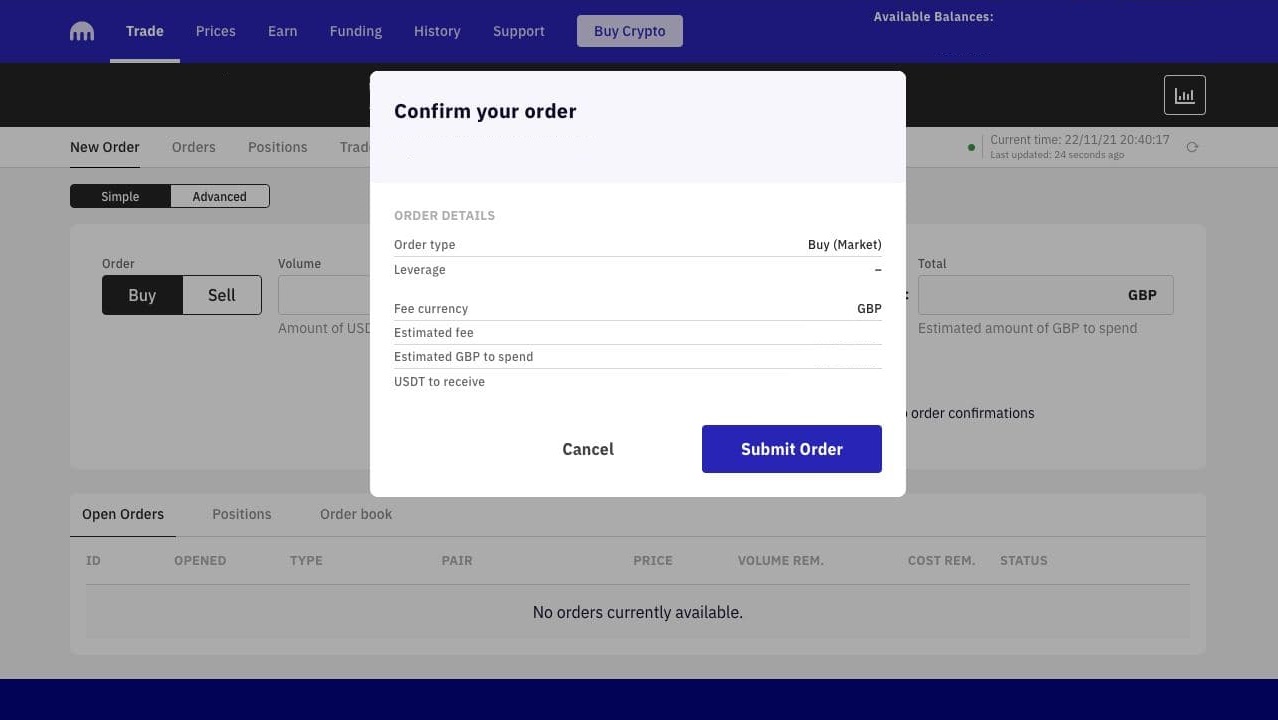 Trade Prices Earn Funding History Support Buy Crypto Available Balances:
Confirm your order
New Order Orders Positions
Current time: 22/11/21 20:40:17
Last updated: 24 seconds ago
Simple Advanced
ORDER DETAILS
Order type Buy (Market)
Leverage –
Fee currency GBP
Estimated fee
Estimated GBP to spend
USDT to receive
Cancel Submit Order
Order Volume Total
Buy Sell GBP
Amount of Estimated amount of GBP to spend
order confirmations
Open Orders Positions Order book
ID OPENED TYPE PAIR PRICE VOLUME REM. COST REM. STATUS
No orders currently available.